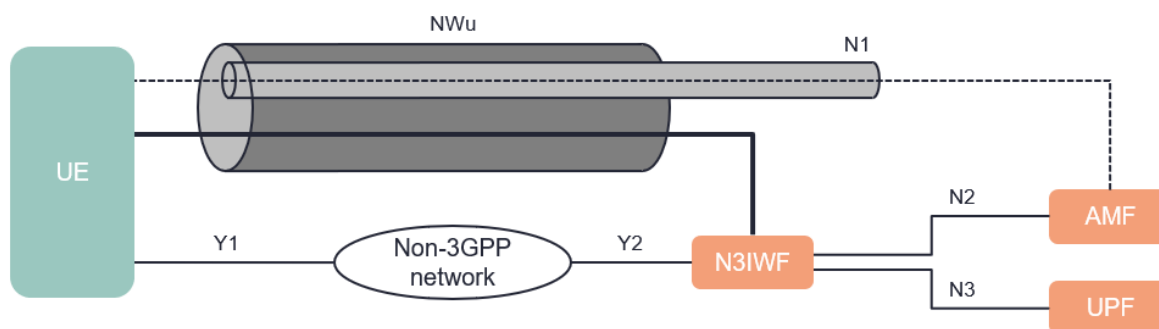 NWu
N1
UE
N2
AMF
Y1
Non-3GPP
network
Y2
N3IWF
N3
UPF